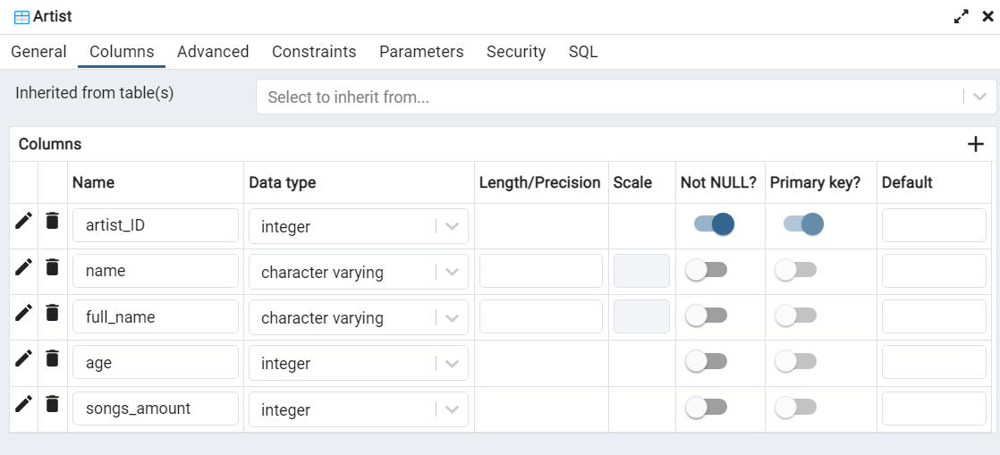 Artist
General Columns Advanced Constraints Parameters Security SQL
Inherited from table(s) Select to inherit from...
Columns
Name Data type Length/Precision Scale Not NULL? Primary key? Default
artist_ID integer
name character varying
full_name character varying
age integer
songs_amount integer